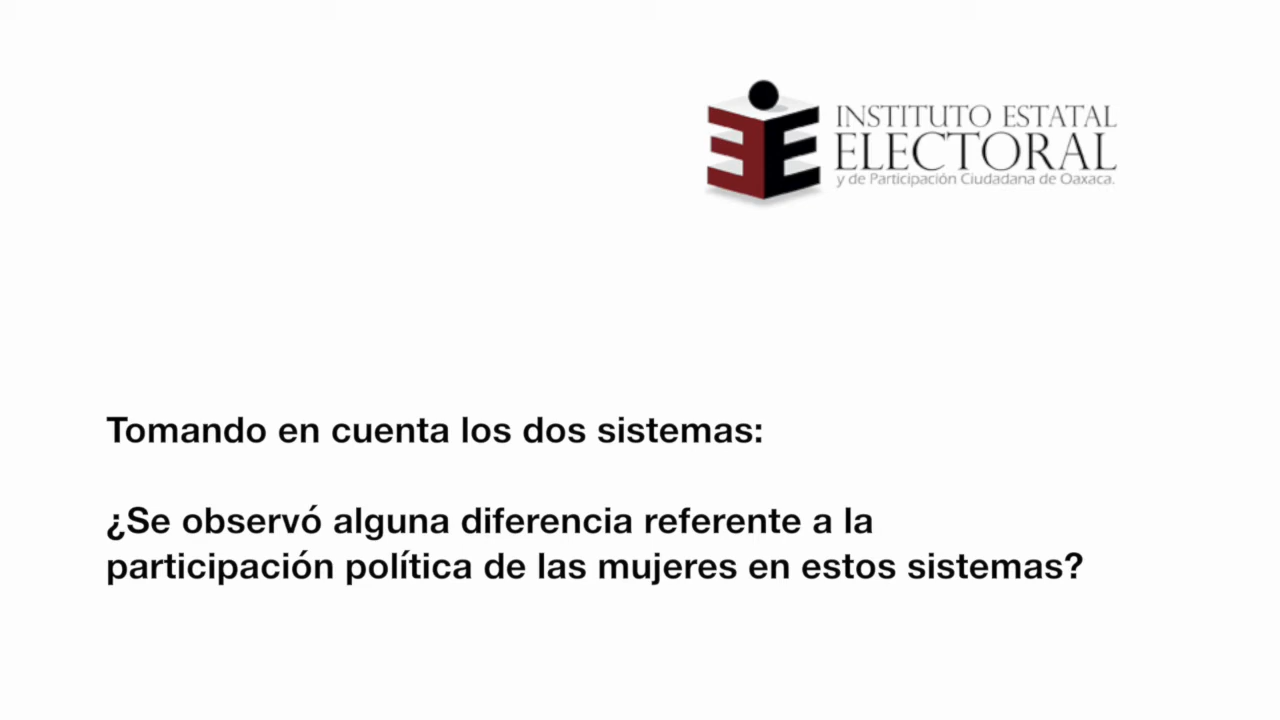 INSTITUTO ESTATAL
ELECTORAL
y de Participación Ciudadana de Oaxaca.
Tomando en cuenta los dos sistemas:
¿Se observó alguna diferencia referente a la
participación política de las mujeres en estos sistemas?